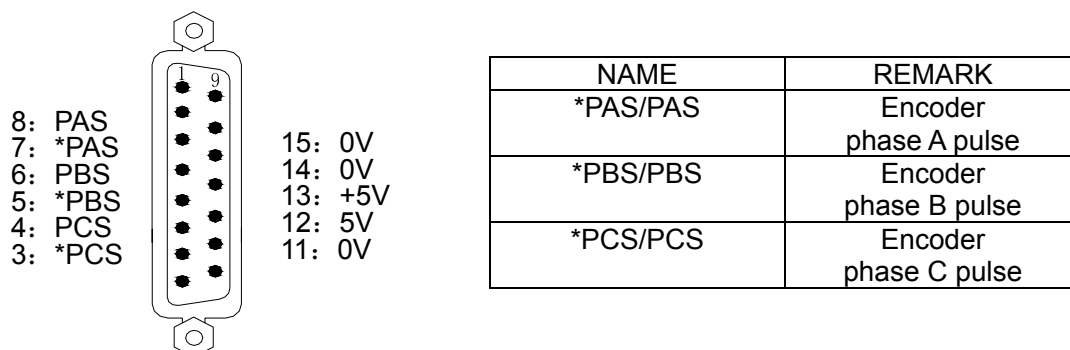 1 9
8：PAS
7：*PAS
6：PBS
5：*PBS
4：PCS
3：*PCS
15：0V
14：0V
13：+5V
12：5V
11：0V
NAME REMARK
*PAS/PAS Encoder
phase A pulse
*PBS/PBS Encoder
phase B pulse
*PCS/PCS Encoder
phase C pulse